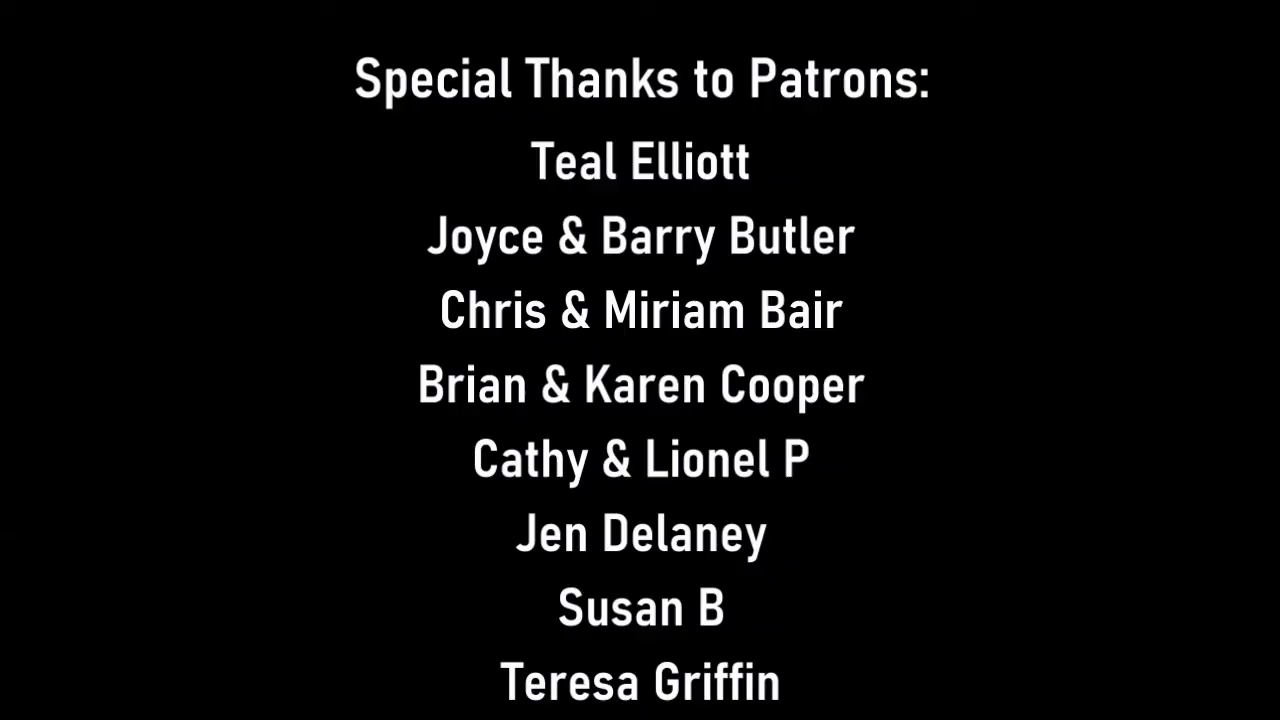 Special Thanks to Patrons:
Teal Elliott
Joyce & Barry Butler
Chris & Miriam Bair
Brian & Karen Cooper
Cathy & Lionel P
Jen Delaney
Susan B
Teresa Griffin